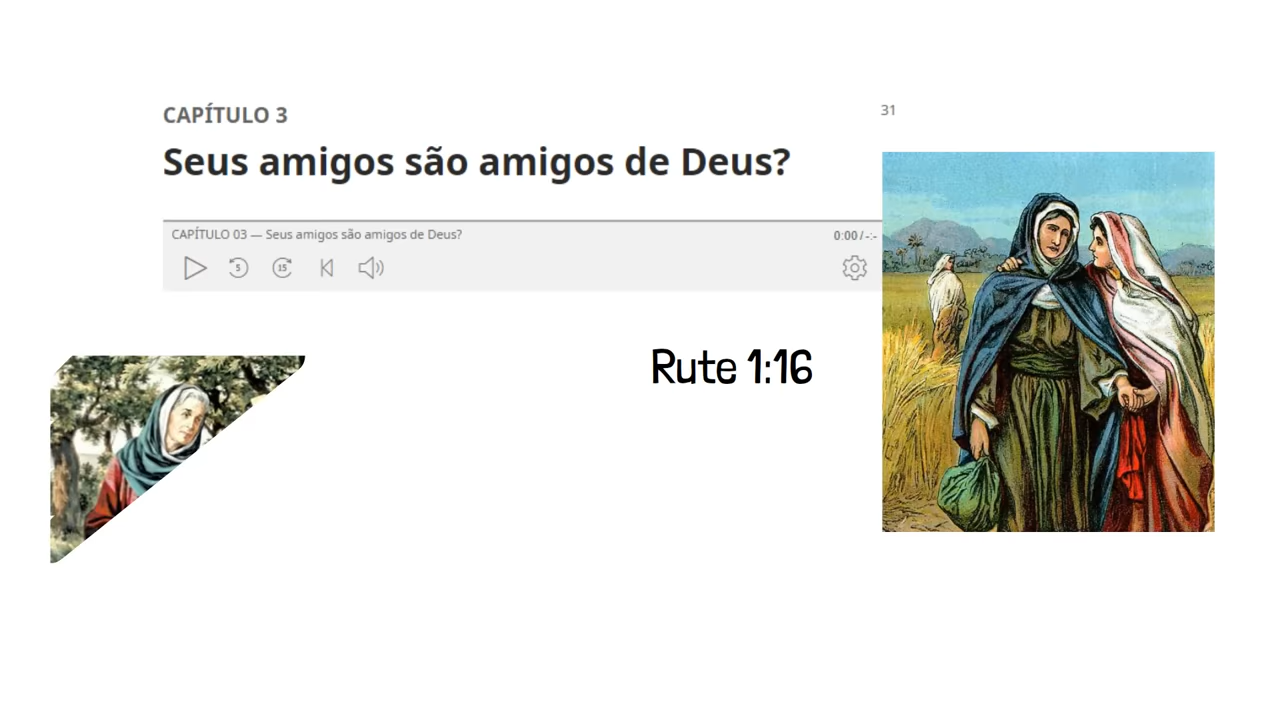 CAPÍTULO 3
31
Seus amigos são amigos de Deus?
CAPÍTULO 03 — Seus amigos são amigos de Deus?
0:00 / -:-
5
15
Rute 1:16